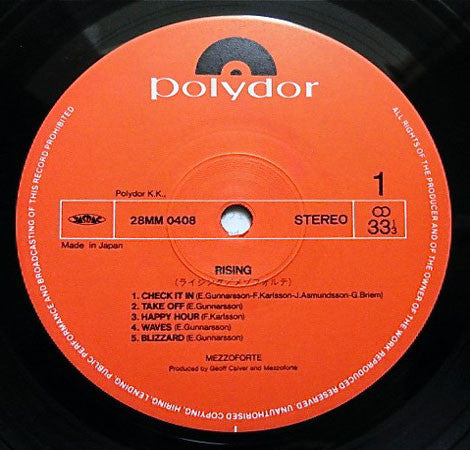 polydor
Polydor K.K.,
1
JASRAC
28MM 0408
STEREO
33⅓
Made in Japan
RISING
(ライジング/メゾフォルテ)
1. CHECK IT IN (E.Gunnarsson-F.Karlsson-J.Asmundsson-G.Briem)
2. TAKE OFF (E.Gunnarsson)
3. HAPPY HOUR (F.Karlsson)
4. WAVES (E.Gunnarsson)
5. BLIZZARD (E.Gunnarsson)
MEZZOFORTE
Produced by Geoff Calver and Mezzoforte
ALL RIGHTS OF THE PRODUCER AND OF THE OWNER OF THE WORK REPRODUCED RESERVED. UNAUTHORISED COPYING, HIRING, LENDING, PUBLIC PERFORMANCE AND BROADCASTING OF THIS RECORD PROHIBITED